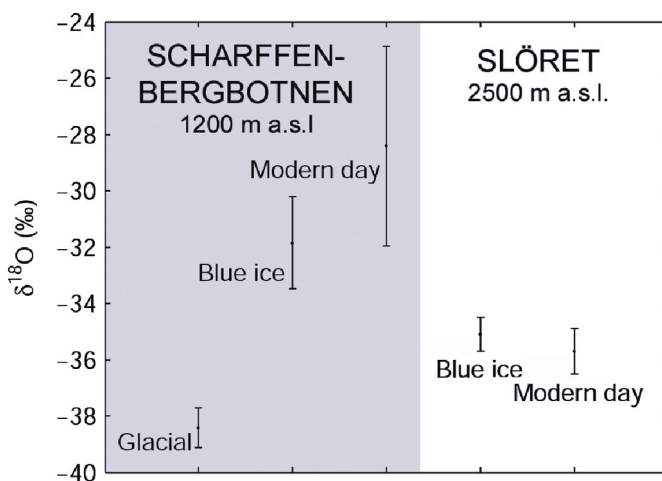 −24
−26
−28
−30
−32
−34
−36
−38
−40
δ18O (‰)
SCHARFFEN-
BERGBOTNEN
1200 m a.s.l
Modern day
Blue ice
Glacial
SLÖRET
2500 m a.s.l.
Blue ice
Modern day